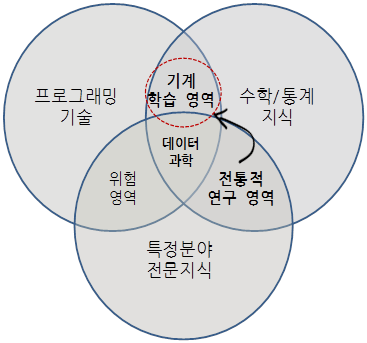 기계
학습 영역
프로그래밍
기술
수학/통계
지식
데이터
과학
위험
영역
전통적
연구 영역
특정분야
전문지식